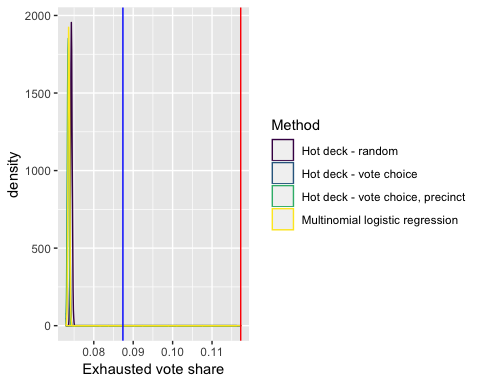 2000
1500
1000
500
0
density
0.08 0.09 0.10 0.11
Exhausted vote share
Method
Hot deck - random
Hot deck - vote choice
Hot deck - vote choice, precinct
Multinomial logistic regression